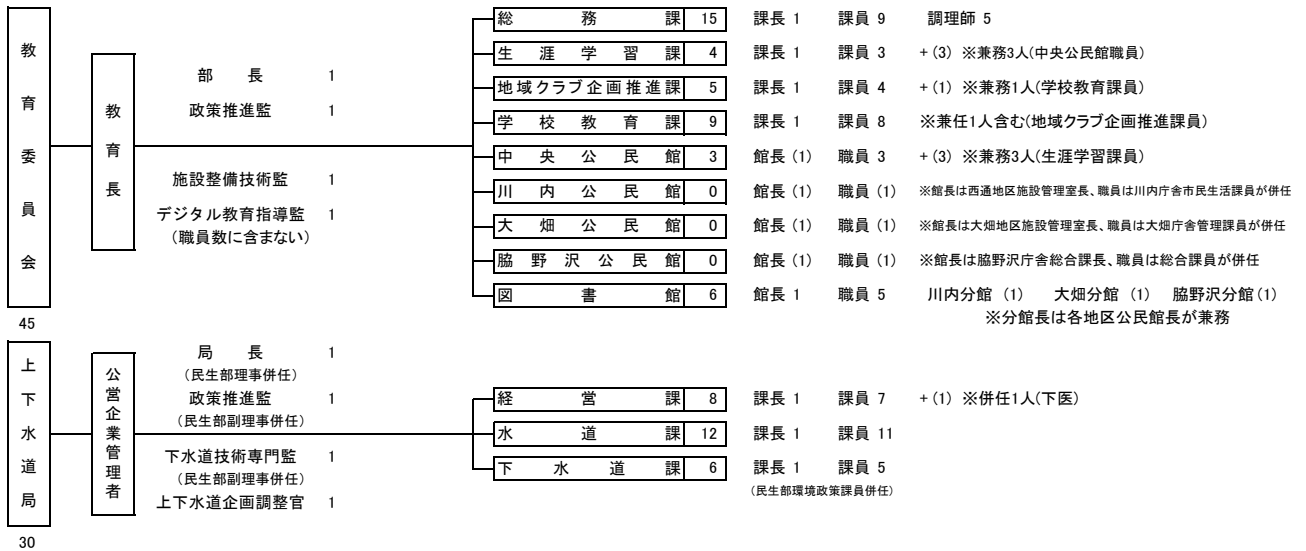 教育委員会
45
教育長
部 長 1
政策推進監 1
施設整備技術監 1
デジタル教育指導監 1
(職員数に含まない)
総務課 15 課長 1 課員 9 調理師 5
生涯学習課 4 課長 1 課員 3 +(3) ※兼務3人(中央公民館職員)
地域クラブ企画推進課 5 課長 1 課員 4 +(1) ※兼務1人(学校教育課員)
学校教育課 9 課長 1 課員 8 ※兼任1人含む(地域クラブ企画推進課員)
中央公民館 3 館長 (1) 職員 3 +(3) ※兼務3人(生涯学習課員)
川内公民館 0 館長 (1) 職員 (1) ※館長は西通地区施設管理室長、職員は川内庁舎市民生活課員が併任
大畑公民館 0 館長 (1) 職員 (1) ※館長は大畑地区施設管理室長、職員は大畑庁舎管理課員が併任
脇野沢公民館 0 館長 (1) 職員 (1) ※館長は脇野沢庁舎総合課長、職員は総合課員が併任
図書館 6 館長 1 職員 5 川内分館 (1) 大畑分館 (1) 脇野沢分館(1)
※分館長は各地区公民館長が兼務
上下水道局
30
公営企業管理者
局 長 1
(民生部理事併任)
政策推進監 1
(民生部副理事併任)
下水道技術専門監 1
(民生部副理事併任)
上下水道企画調整官 1
経営課 8 課長 1 課員 7 +(1) ※併任1人(下医)
水道課 12 課長 1 課員 11
下水道課 6 課長 1 課員 5
(民生部環境政策課員併任)